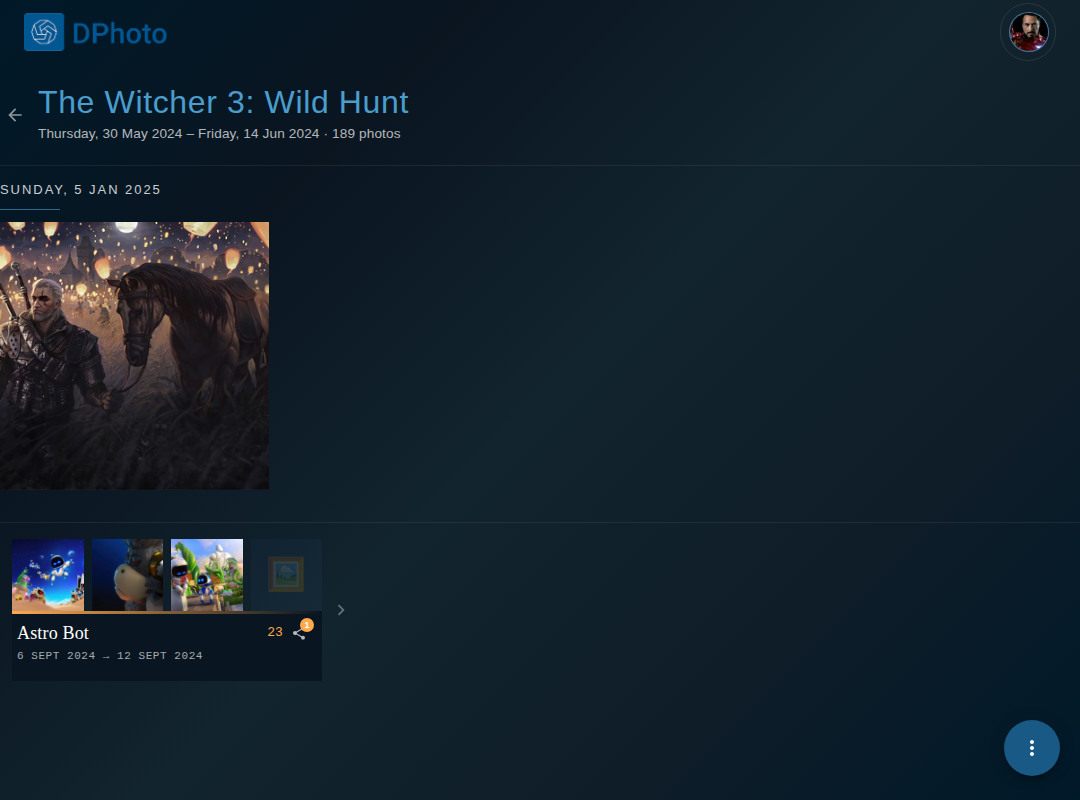 DPhoto
The Witcher 3: Wild Hunt
Thursday, 30 May 2024 – Friday, 14 Jun 2024 · 189 photos
SUNDAY, 5 JAN 2025
Astro Bot
23
1
6 SEPT 2024 → 12 SEPT 2024